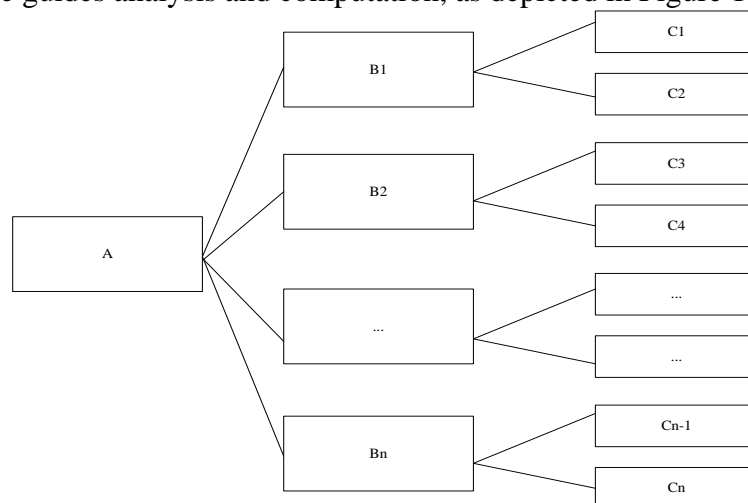 guides analysis and computation, as depicted in Figure
C1
B1
C2
C3
B2
C4
A
...
...
...
Cn-1
Bn
Cn